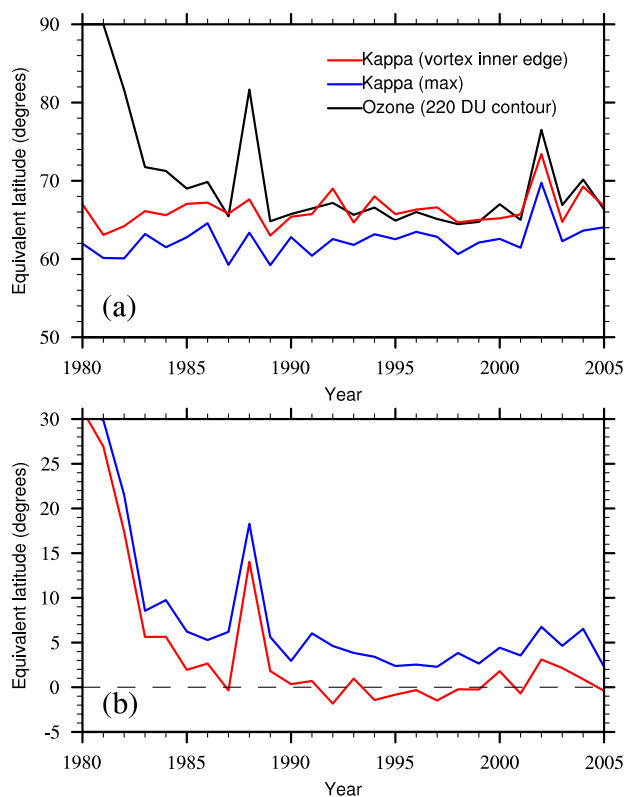 90
80
70
60
50
Equivalent latitude (degrees)
Kappa (vortex inner edge)
Kappa (max)
Ozone (220 DU contour)
(a)
1980 1985 1990 1995 2000 2005
Year
30
25
20
15
10
5
0
-5
Equivalent latitude (degrees)
(b)
1980 1985 1990 1995 2000 2005
Year